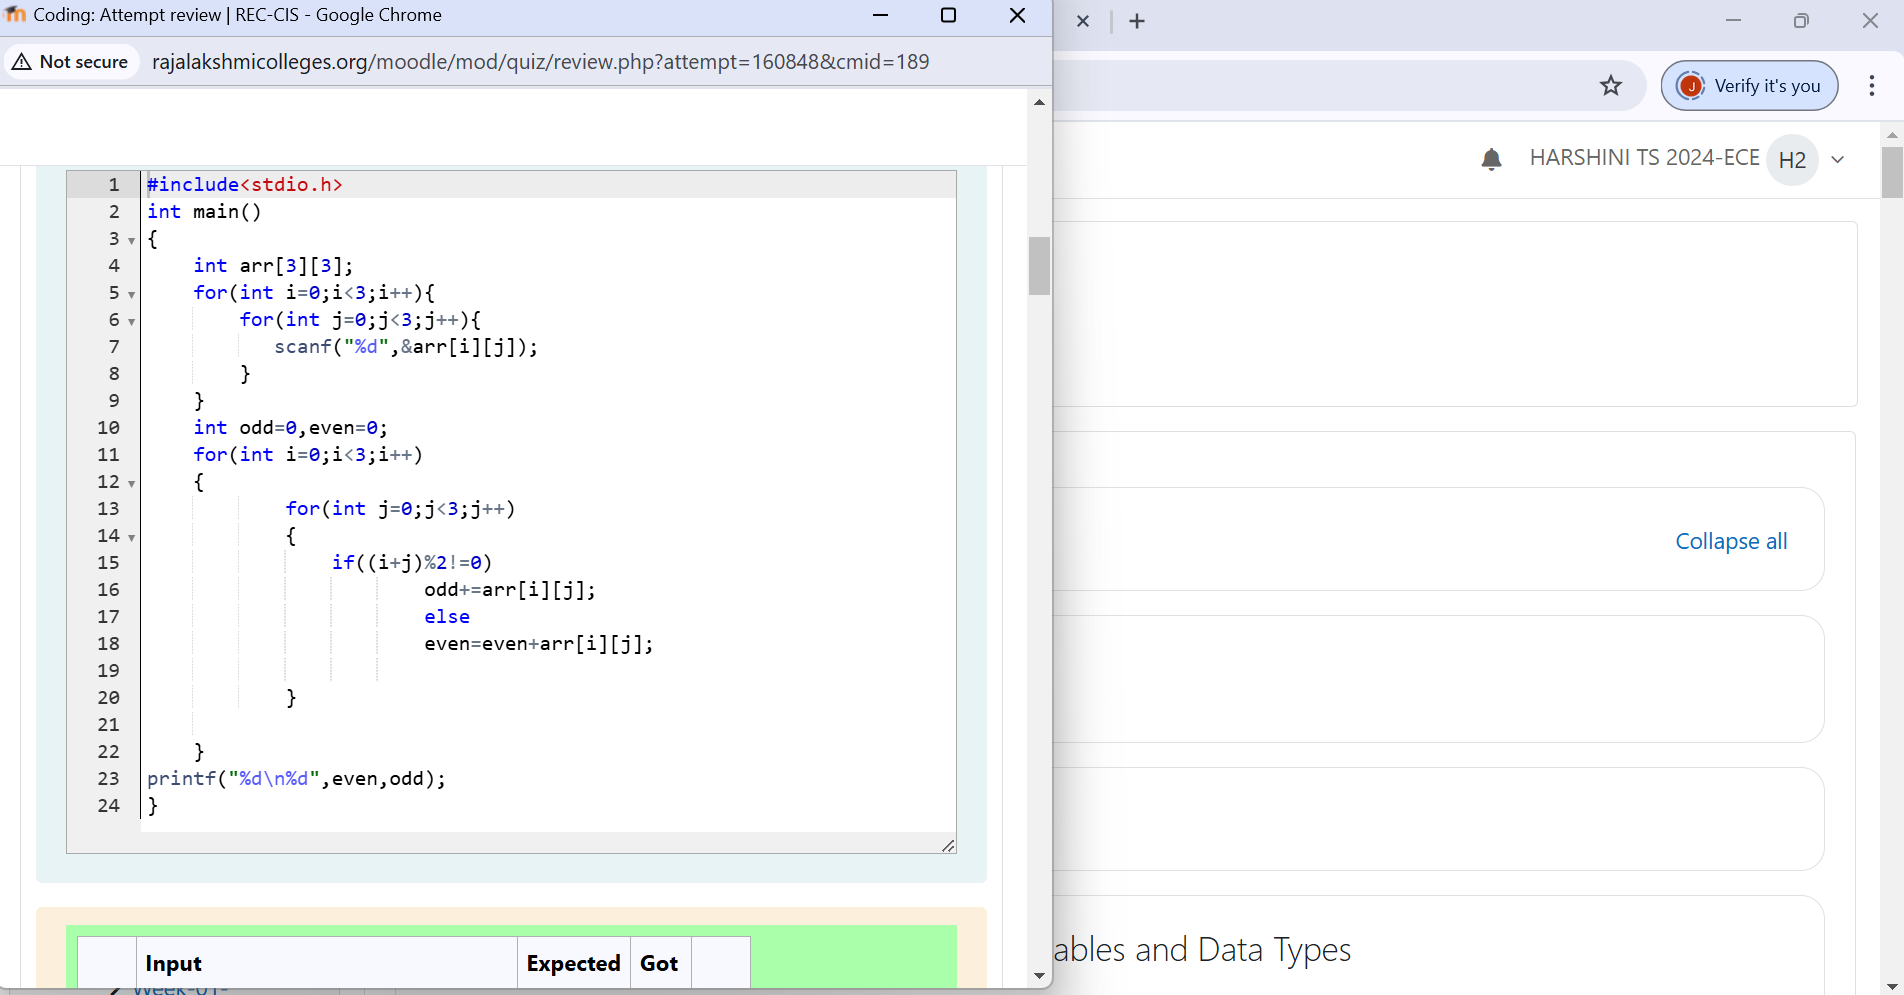 Coding: Attempt review | REC-CIS - Google Chrome
Not secure rajalakshmicolleges.org/moodle/mod/quiz/review.php?attempt=160848&cmid=189
J Verify it's you
HARSHINI TS 2024-ECE H2
1 #include<stdio.h>
2 int main()
3 {
4     int arr[3][3];
5     for(int i=0;i<3;i++){
6         for(int j=0;j<3;j++){
7            scanf("%d",&arr[i][j]);
8         }
9     }
10     int odd=0,even=0;
11     for(int i=0;i<3;i++)
12     {
13             for(int j=0;j<3;j++)
14             {
15                 if((i+j)%2!=0)
16                         odd+=arr[i][j];
17                         else
18                         even=even+arr[i][j];
19
20             }
21
22     }
23 printf("%d\n%d",even,odd);
24 }
Collapse all
Input Expected Got
ables and Data Types
Week-01-